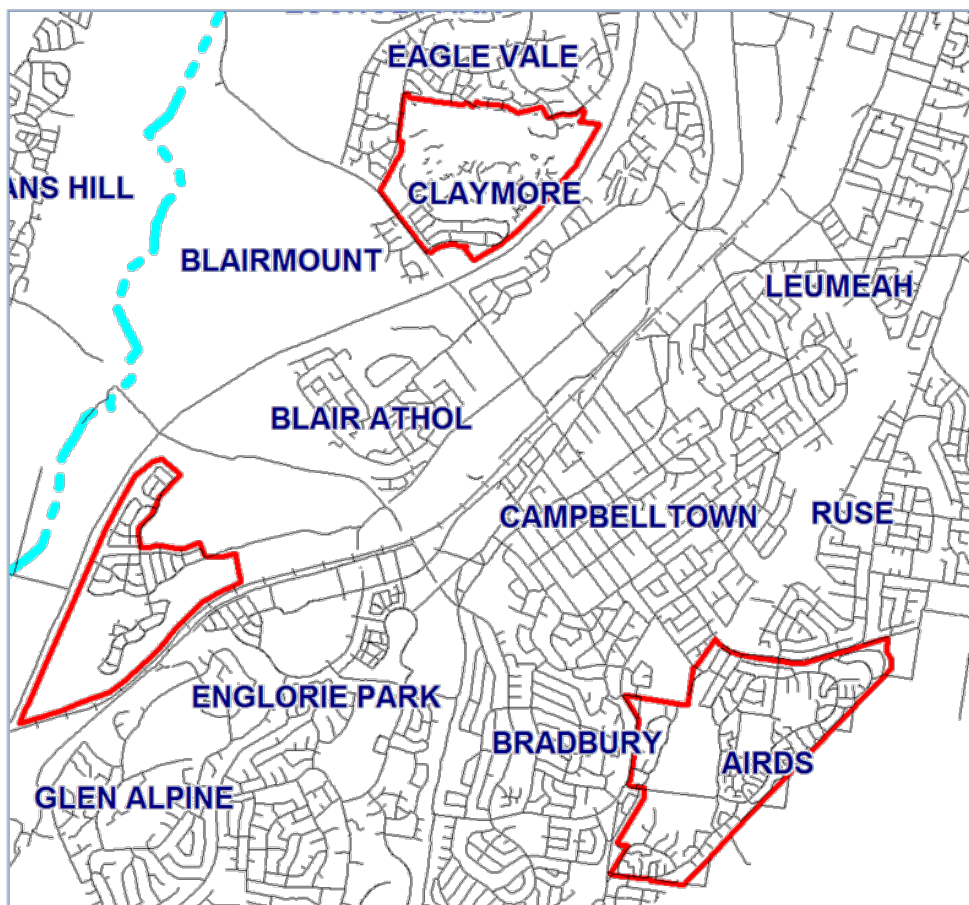 EAGLE VALE
ANS HILL
CLAYMORE
BLAIRMOUNT
LEUMEAH
BLAIR ATHOL
CAMPBELLTOWN
RUSE
ENGLORIE PARK
BRADBURY
AIRDS
GLEN ALPINE